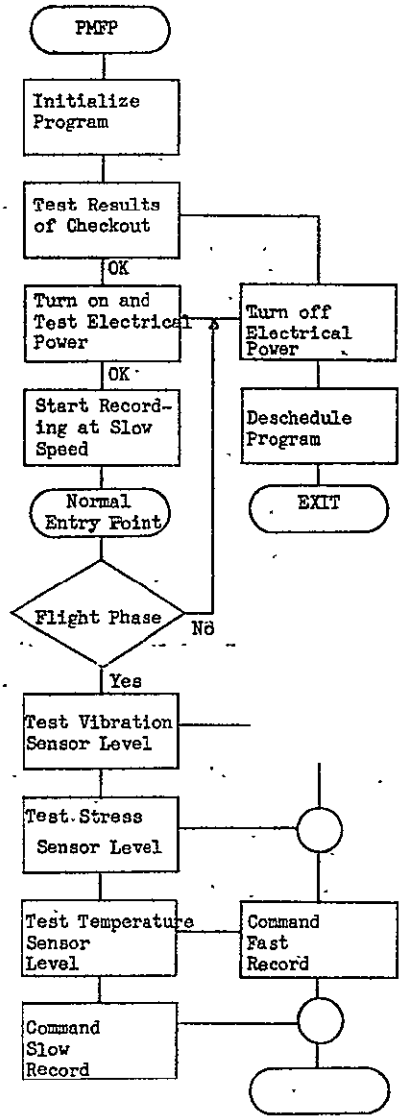 PMFP
Initialize
Program
Test Results
of Checkout
OK
Turn on and
Test Electrical
Power
Turn off
Electrical
Power
OK
Start Record-
ing at Slow
Speed
Deschedule
Program
Normal
Entry Point
EXIT
Flight Phase
No
Yes
Test Vibration
Sensor Level
Test Stress
Sensor Level
Test Temperature
Sensor
Level
Command
Fast
Record
Command
Slow
Record